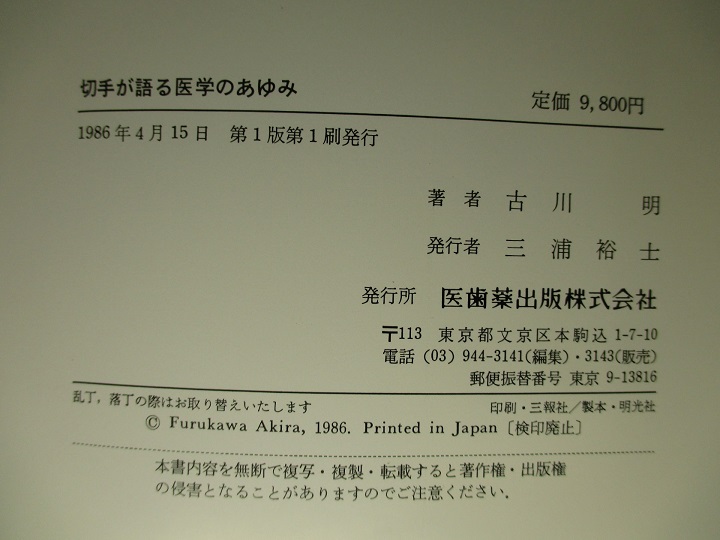 切手が語る医学のあゆみ
定価 9,800円
1986年4月15日 第1版第1刷発行
著者 古川 明
発行者 三浦裕士
発行所 医歯薬出版株式会社
〒113 東京都文京区本駒込 1-7-10
電話 (03) 944-3141(編集)・3143(販売)
郵便振替番号 東京 9-13816
乱丁，落丁の際はお取り替えいたします
印刷・三報社／製本・明光社
© Furukawa Akira, 1986. Printed in Japan〔検印廃止〕
本書内容を無断で複写・複製・転載すると著作権・出版権
の侵害となることがありますのでご注意ください．